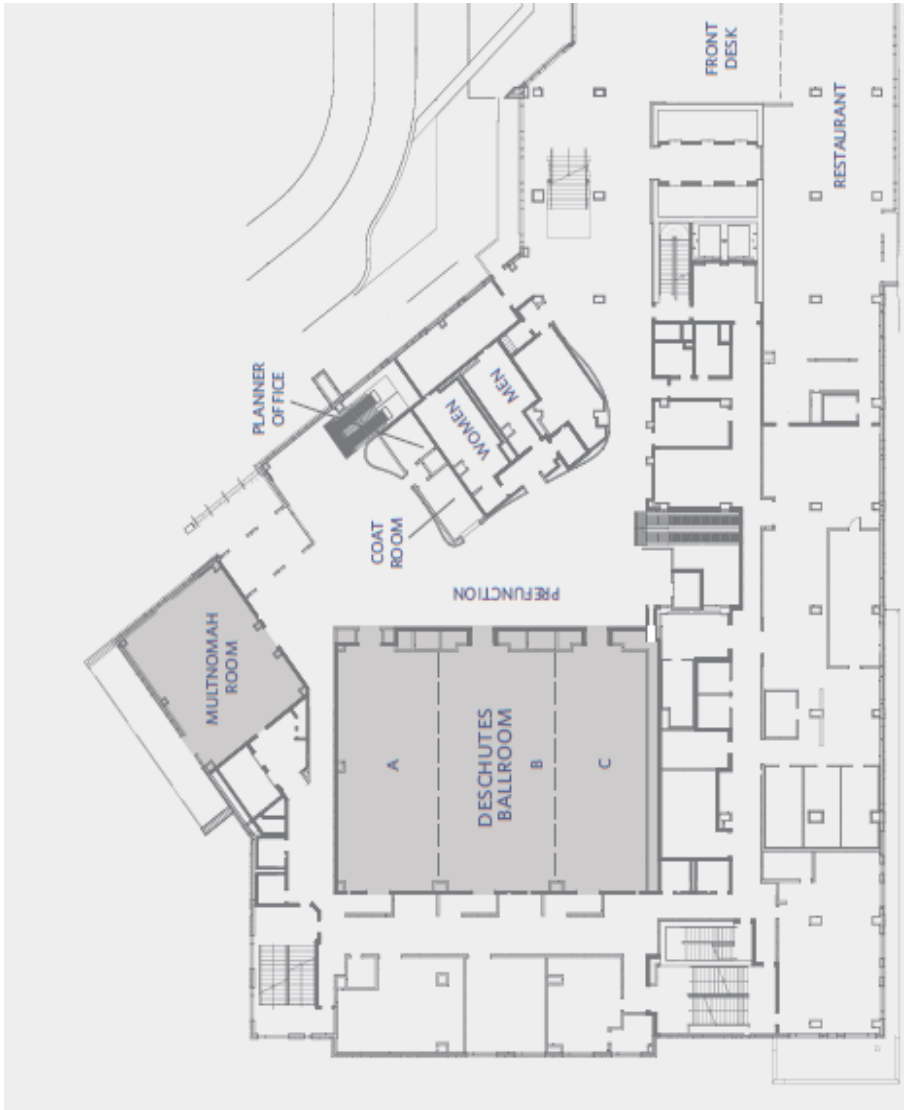 FRONT
DESK
RESTAURANT
PLANNER
OFFICE
MEN
WOMEN
COAT
ROOM
PREFUNCTION
MULTNOMAH
ROOM
A
DESCHUTES
BALLROOM
B
C